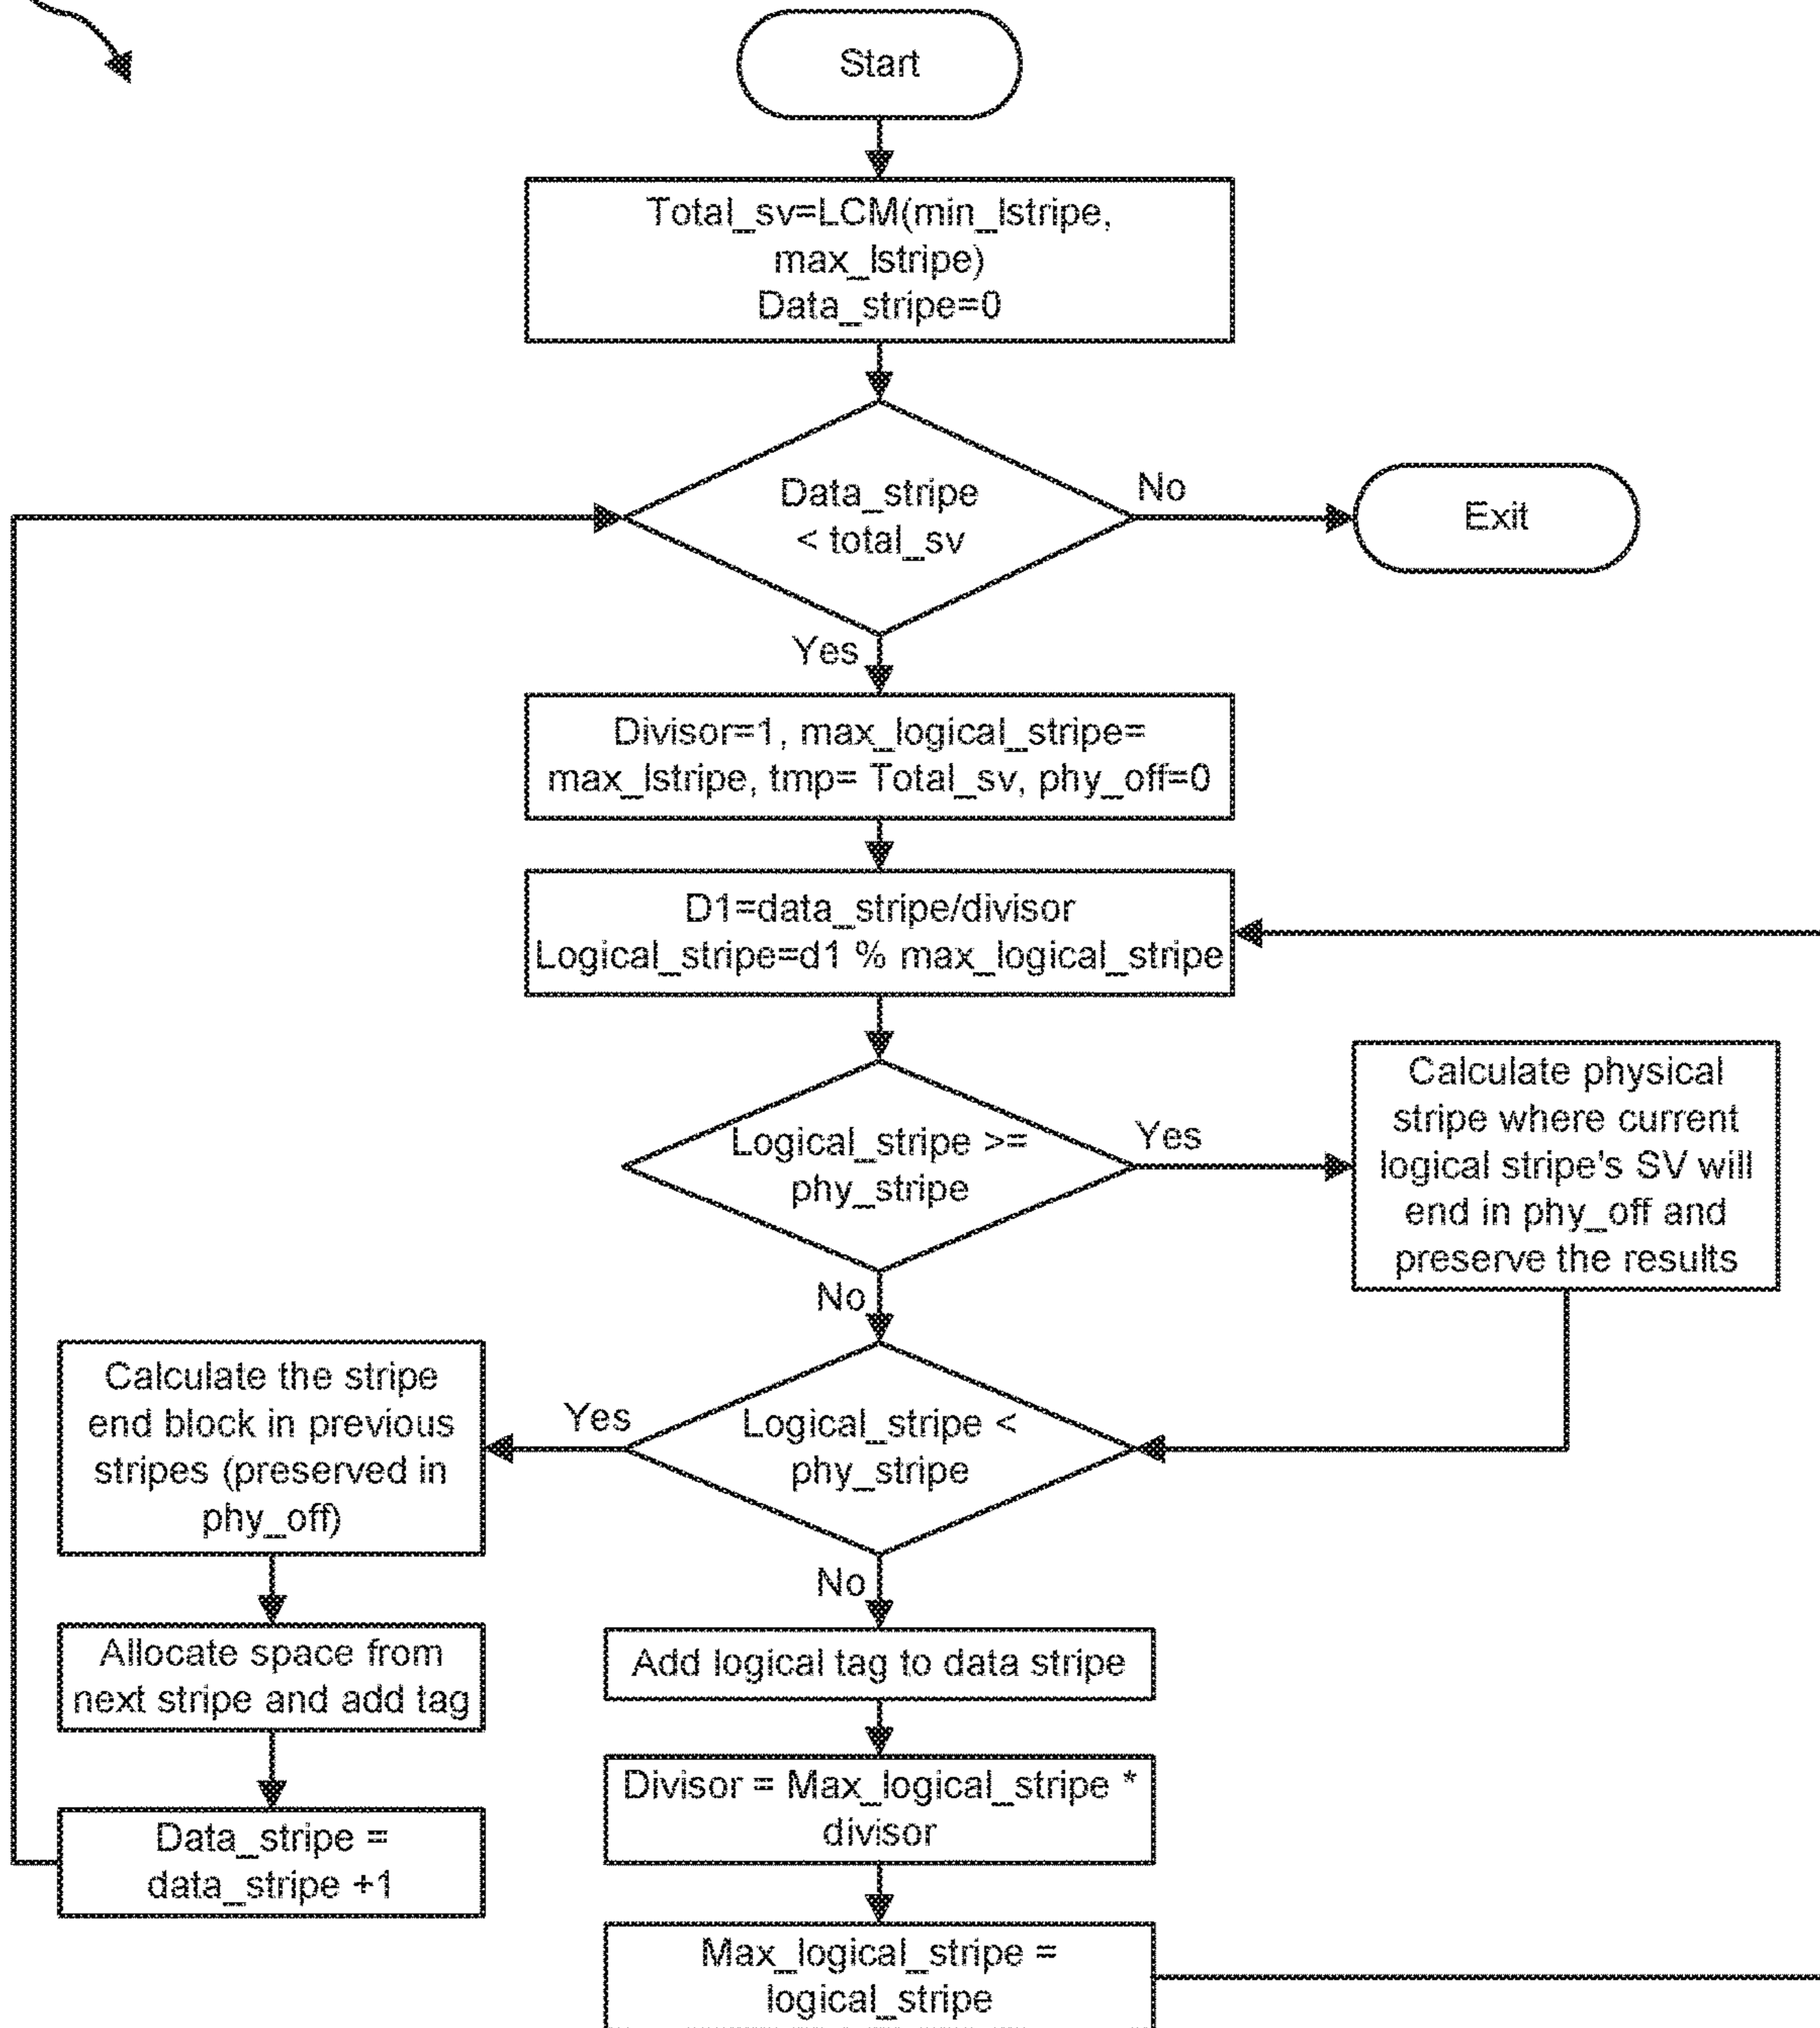 Start
Total_sv=LCM(min_lstripe,
max_lstripe)
Data_stripe=0
Data_stripe
< total_sv
No
Exit
Yes
Divisor=1, max_logical_stripe=
max_lstripe, tmp= Total_sv, phy_off=0
D1=data_stripe/divisor
Logical_stripe=d1 % max_logical_stripe
Logical_stripe >=
phy_stripe
Yes
Calculate physical
stripe where current
logical stripe's SV will
end in phy_off and
preserve the results
No
Logical_stripe <
phy_stripe
Yes
Calculate the stripe
end block in previous
stripes (preserved in
phy_off)
Allocate space from
next stripe and add tag
Data_stripe =
data_stripe +1
No
Add logical tag to data stripe
Divisor = Max_logical_stripe *
divisor
Max_logical_stripe =
logical_stripe